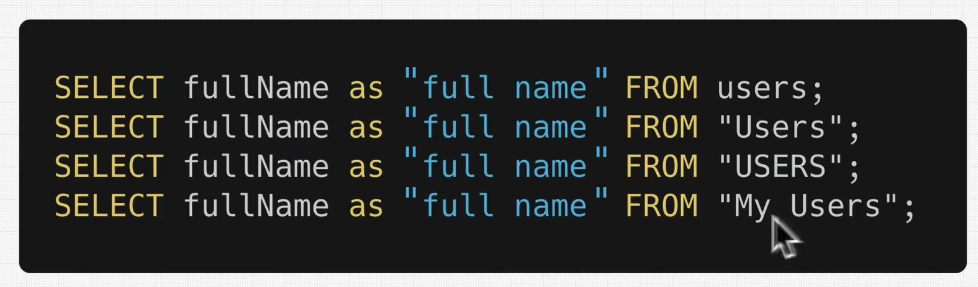 SELECT fullName as "full name" FROM users;
SELECT fullName as "full name" FROM "Users";
SELECT fullName as "full name" FROM "USERS";
SELECT fullName as "full name" FROM "My Users";